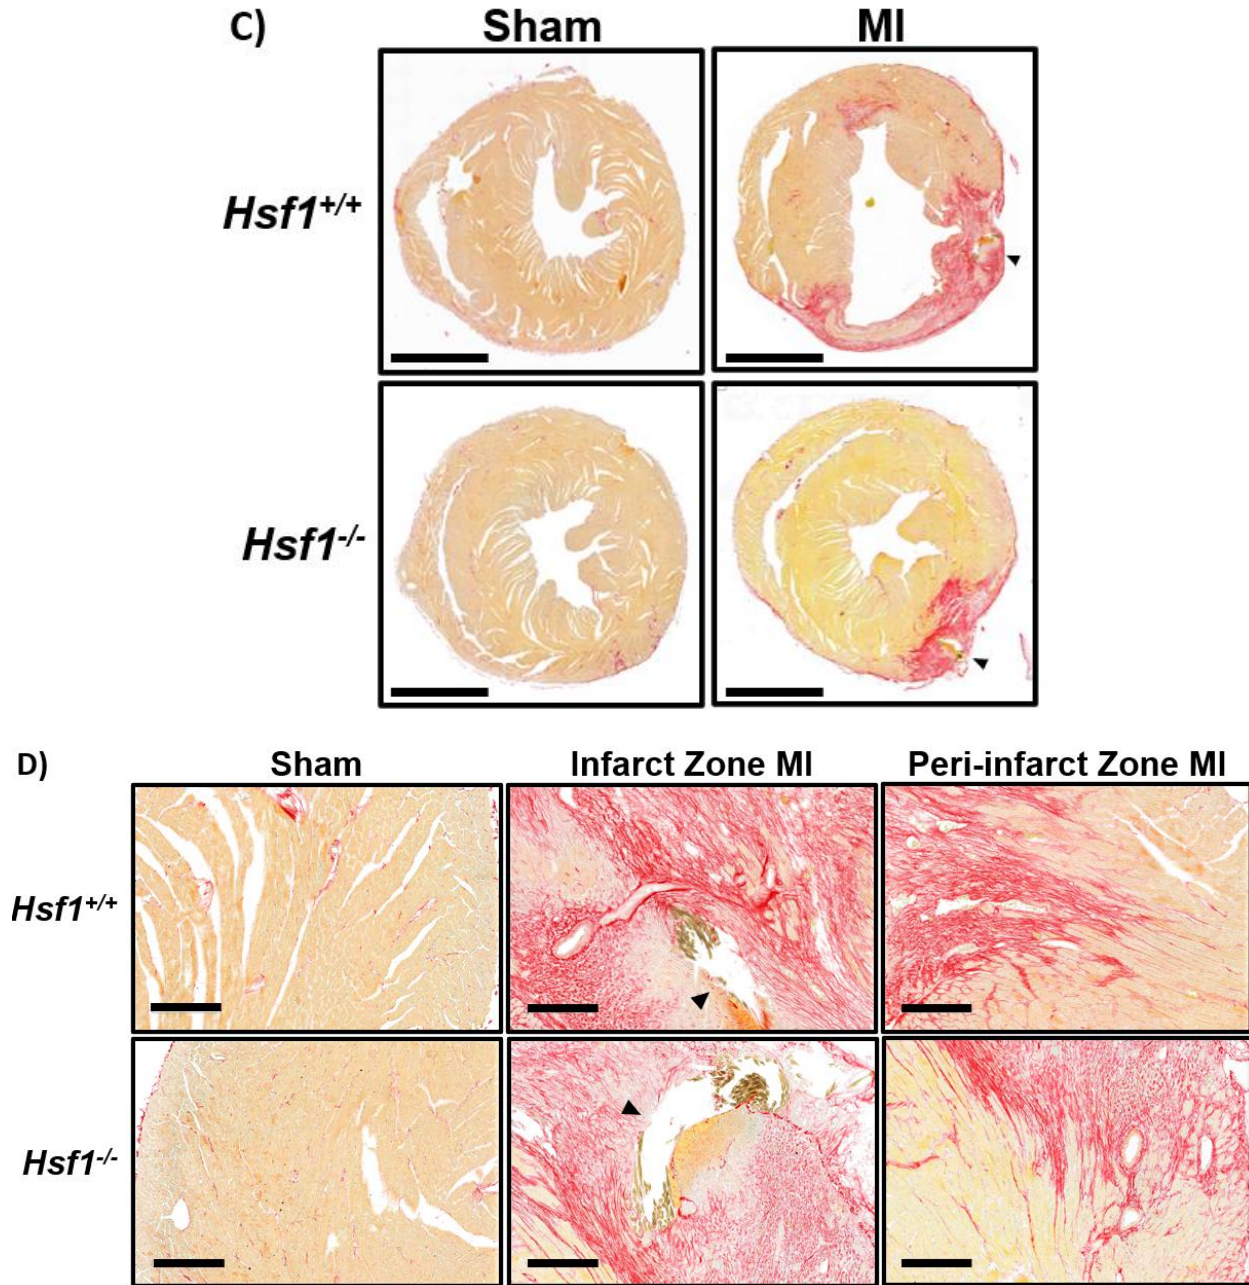 C)
Sham MI
Hsf1+/+
Hsf1-/-
D)
Sham Infarct Zone MI Peri-infarct Zone MI
Hsf1+/+
Hsf1-/-